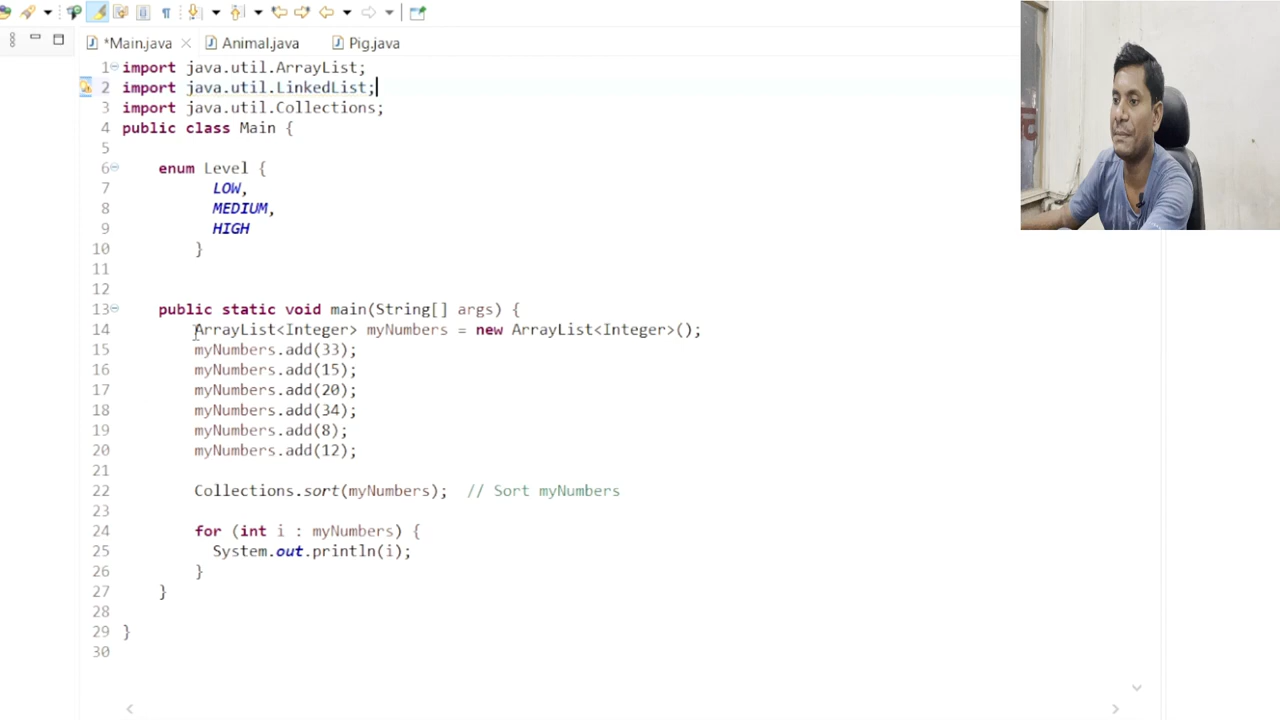 *Main.java
Animal.java
Pig.java
1 import java.util.ArrayList;
2 import java.util.LinkedList;
3 import java.util.Collections;
4 public class Main {
5
6 enum Level {
7 LOW,
8 MEDIUM,
9 HIGH
10 }
11
12
13 public static void main(String[] args) {
14 ArrayList<Integer> myNumbers = new ArrayList<Integer>();
15 myNumbers.add(33);
16 myNumbers.add(15);
17 myNumbers.add(20);
18 myNumbers.add(34);
19 myNumbers.add(8);
20 myNumbers.add(12);
21
22 Collections.sort(myNumbers); // Sort myNumbers
23
24 for (int i : myNumbers) {
25 System.out.println(i);
26 }
27 }
28
29 }
30